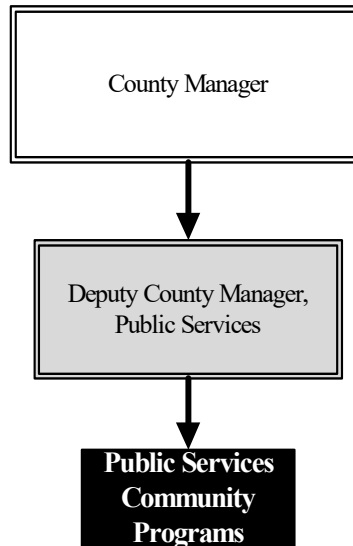 County Manager
Deputy County Manager,
Public Services
Public Services
Community
Programs